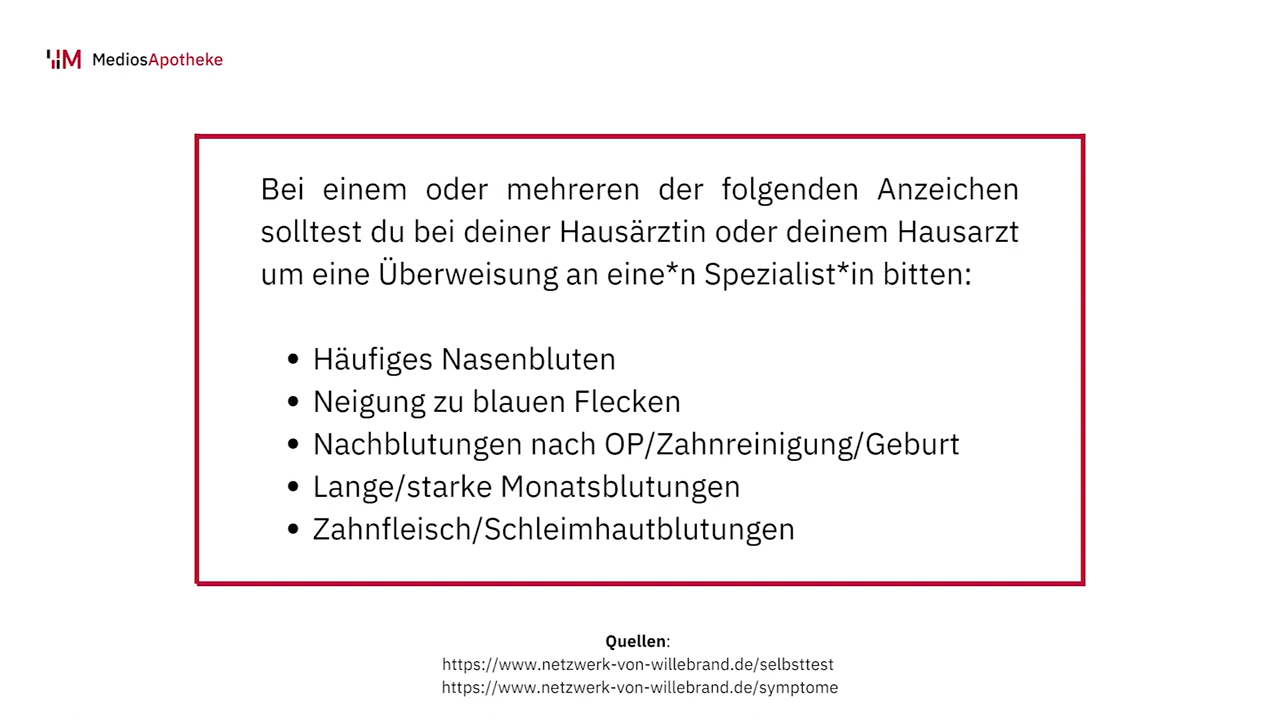 MediosApotheke
Bei einem oder mehreren der folgenden Anzeichen
solltest du bei deiner Hausärztin oder deinem Hausarzt
um eine Überweisung an eine*n Spezialist*in bitten:
• Häufiges Nasenbluten
• Neigung zu blauen Flecken
• Nachblutungen nach OP/Zahnreinigung/Geburt
• Lange/starke Monatsblutungen
• Zahnfleisch/Schleimhautblutungen
Quellen:
https://www.netzwerk-von-willebrand.de/selbsttest
https://www.netzwerk-von-willebrand.de/symptome